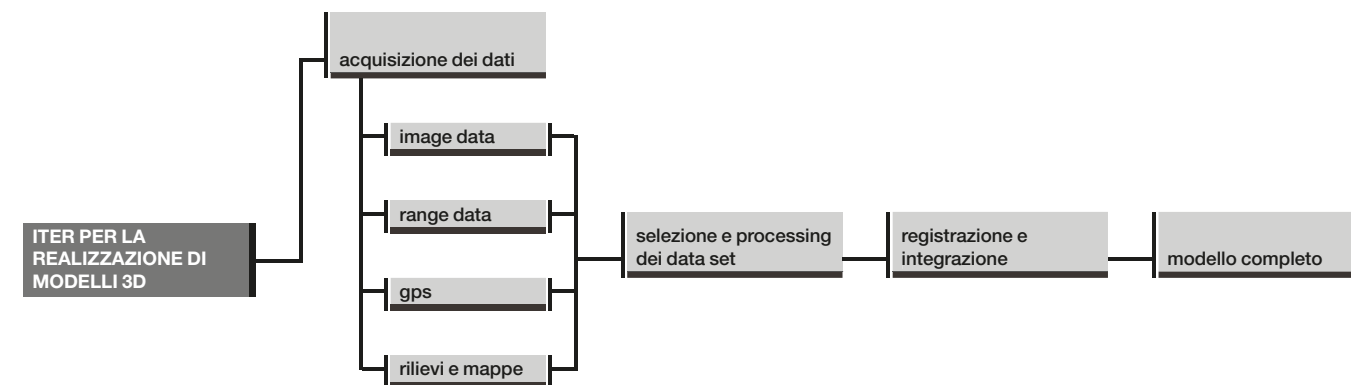 ITER PER LA
REALIZZAZIONE DI
MODELLI 3D
acquisizione dei dati
image data
range data
gps
rilievi e mappe
selezione e processing
dei data set
registrazione e
integrazione
modello completo